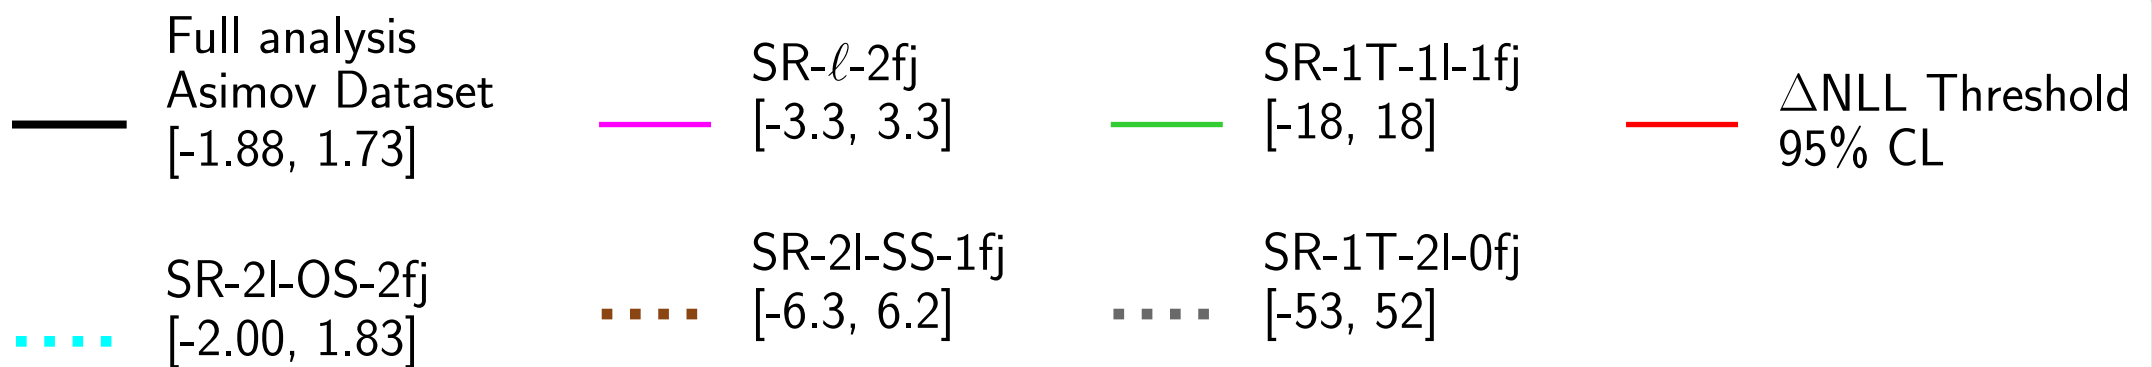 Full analysis
Asimov Dataset
[-1.88, 1.73]
SR-ℓ-2fj
[-3.3, 3.3]
SR-1T-1l-1fj
[-18, 18]
ΔNLL Threshold
95% CL
SR-2l-OS-2fj
[-2.00, 1.83]
SR-2l-SS-1fj
[-6.3, 6.2]
SR-1T-2l-0fj
[-53, 52]